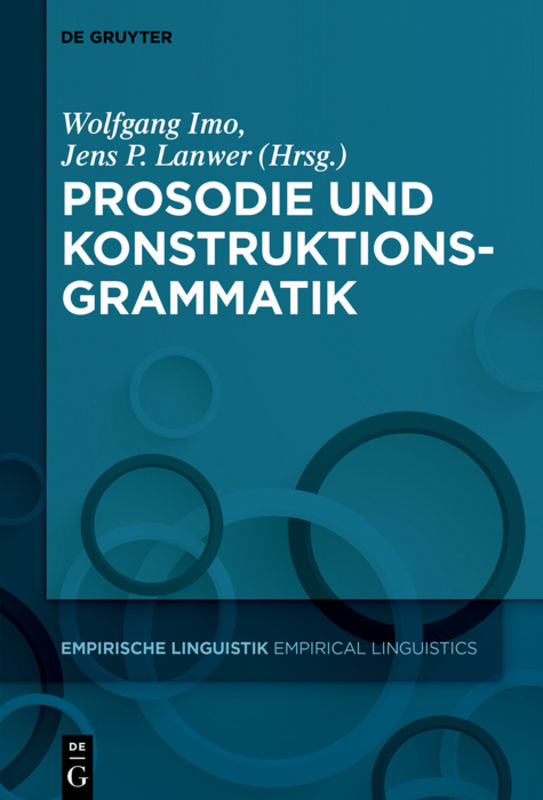 DE GRUYTER
Wolfgang Imo,
Jens P. Lanwer (Hrsg.)
PROSODIE UND
KONSTRUKTIONS-
GRAMMATIK
EMPIRISCHE LINGUISTIK EMPIRICAL LINGUISTICS
DE
G